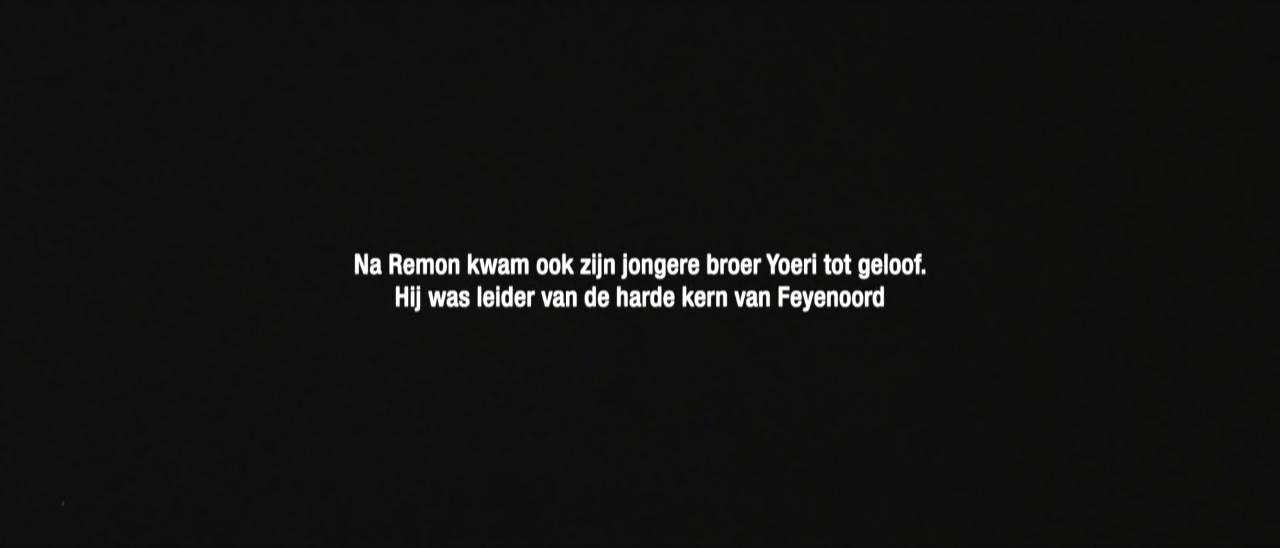 Na Remon kwam ook zijn jongere broer Yoeri tot geloof.
Hij was leider van de harde kern van Feyenoord